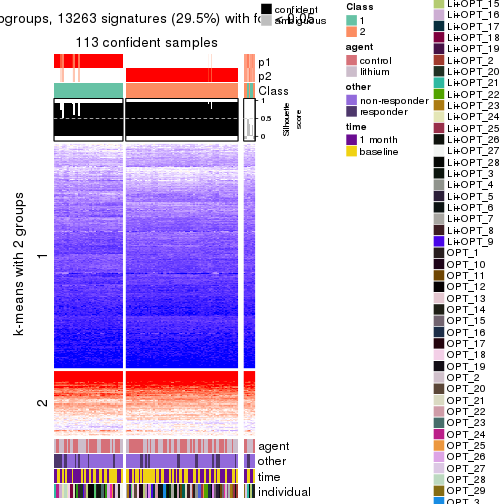 ogroups, 13263 signatures (29.5%) with
113 confident samples
confident
ambiguous
p1
p2
Class
1
0.5
0
Silhouette
score
k-means with 2 groups
1
2
agent
other
time
individual
Class
1
2
agent
control
lithium
other
non-responder
responder
time
1 month
baseline
Li+OPT_15
Li+OPT_16
Li+OPT_17
Li+OPT_18
Li+OPT_19
Li+OPT_2
Li+OPT_20
Li+OPT_21
Li+OPT_22
Li+OPT_23
Li+OPT_24
Li+OPT_25
Li+OPT_26
Li+OPT_27
Li+OPT_28
Li+OPT_3
Li+OPT_4
Li+OPT_5
Li+OPT_6
Li+OPT_7
Li+OPT_8
Li+OPT_9
OPT_1
OPT_10
OPT_11
OPT_12
OPT_13
OPT_14
OPT_15
OPT_16
OPT_17
OPT_18
OPT_19
OPT_2
OPT_20
OPT_21
OPT_22
OPT_23
OPT_24
OPT_25
OPT_26
OPT_27
OPT_28
OPT_29